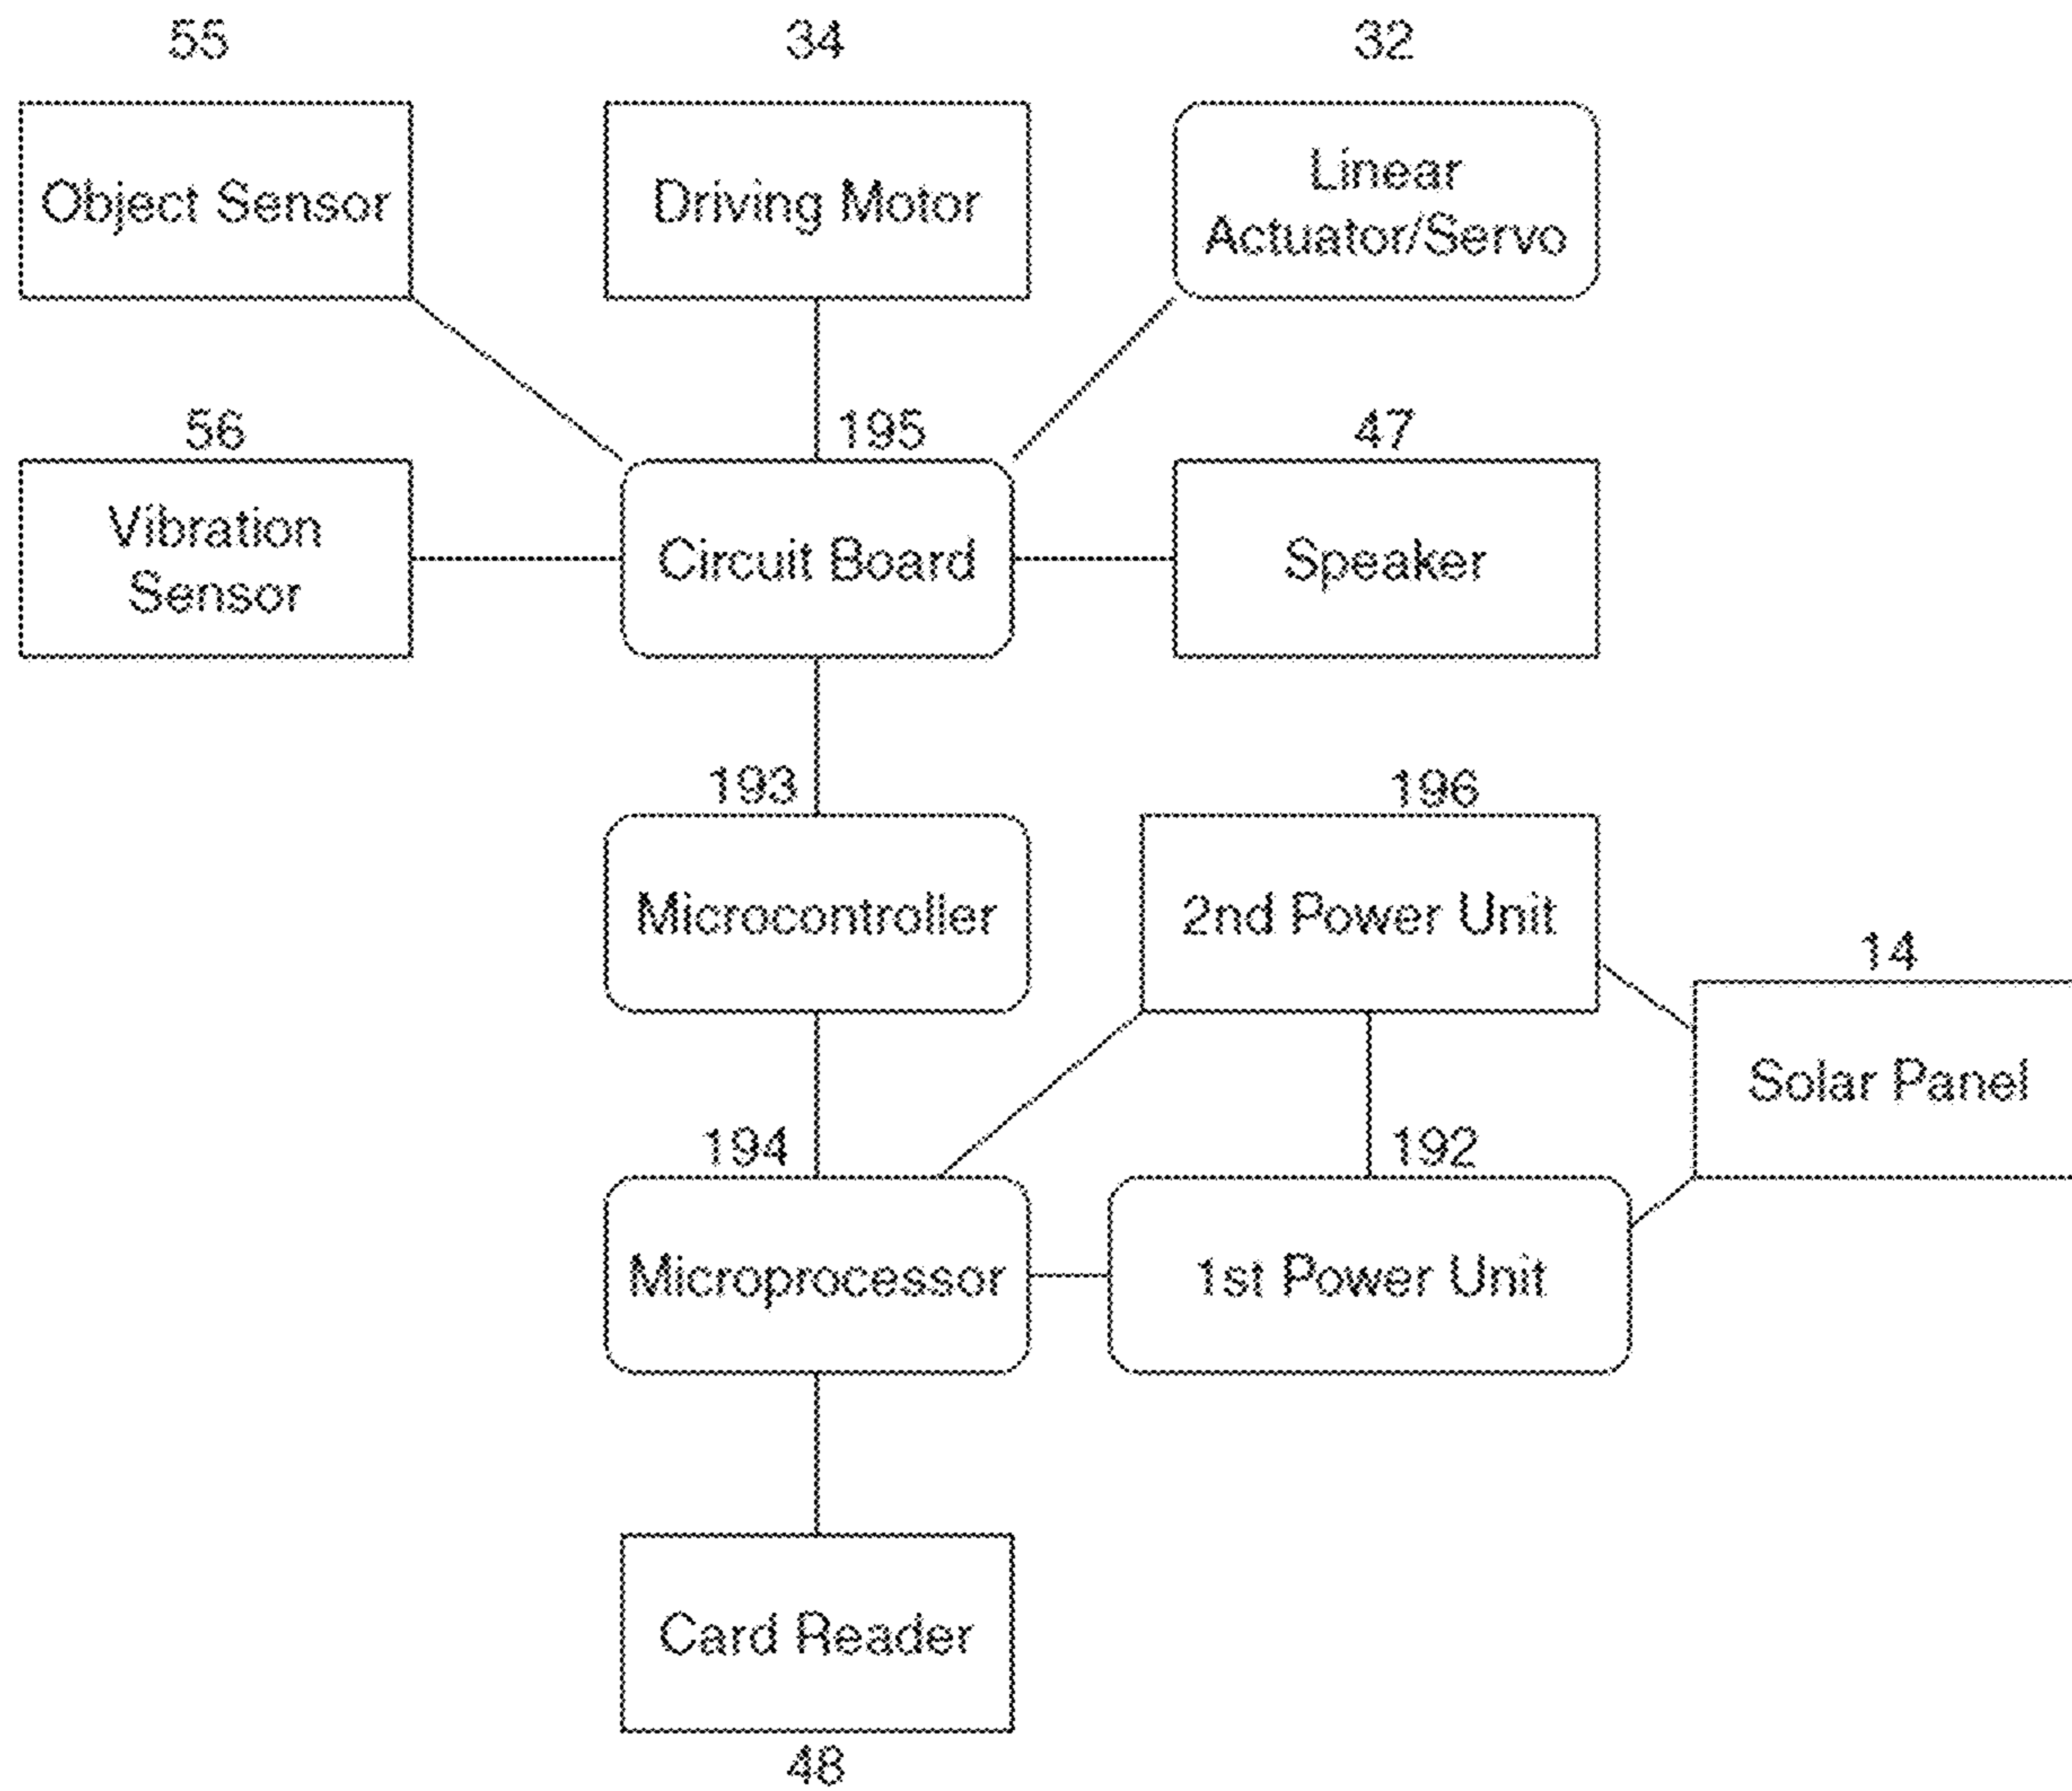 55
34
32
Object Sensor
Driving Motor
Linear
Actuator/Servo
56
195
47
Vibration
Sensor
Circuit Board
Speaker
193
196
Microcontroller
2nd Power Unit
14
Solar Panel
194
192
Microprocessor
1st Power Unit
Card Reader
48